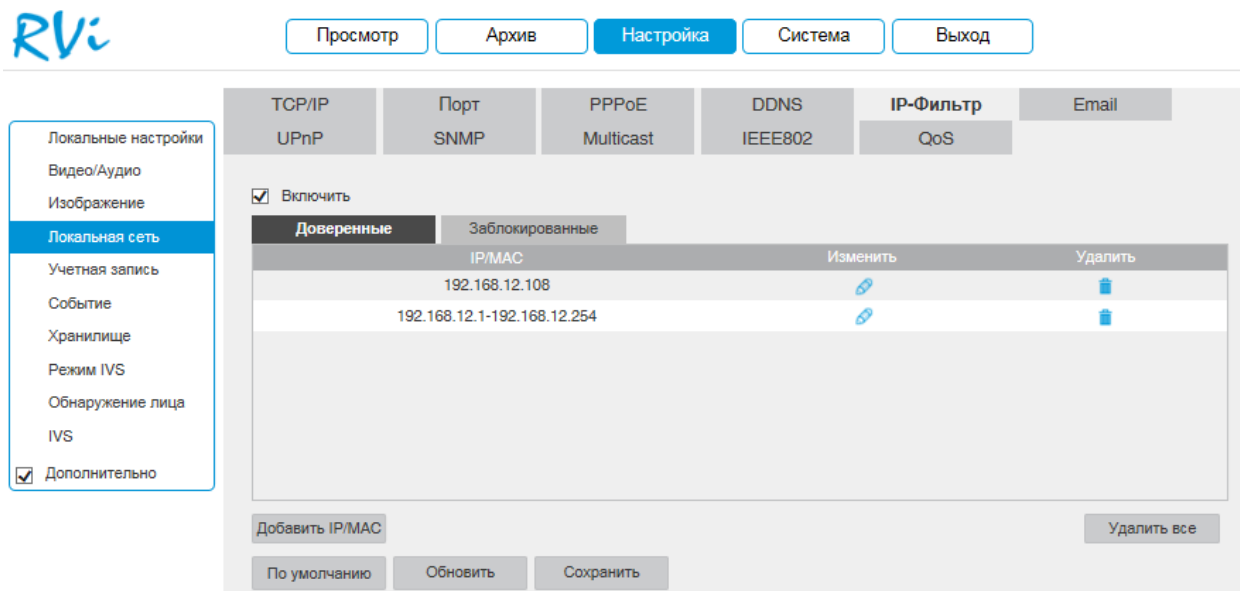 RVi
Просмотр Архив Настройка Система Выход
TCP/IP Порт PPPoE DDNS IP-Фильтр Email
UPnP SNMP Multicast IEEE802 QoS
Локальные настройки
Видео/Аудио
Изображение
Локальная сеть
Учетная запись
Событие
Хранилище
Режим IVS
Обнаружение лица
IVS
Дополнительно
Включить
Доверенные Заблокированные
IP/MAC Изменить Удалить
192.168.12.108
192.168.12.1-192.168.12.254
Добавить IP/MAC Удалить все
По умолчанию Обновить Сохранить